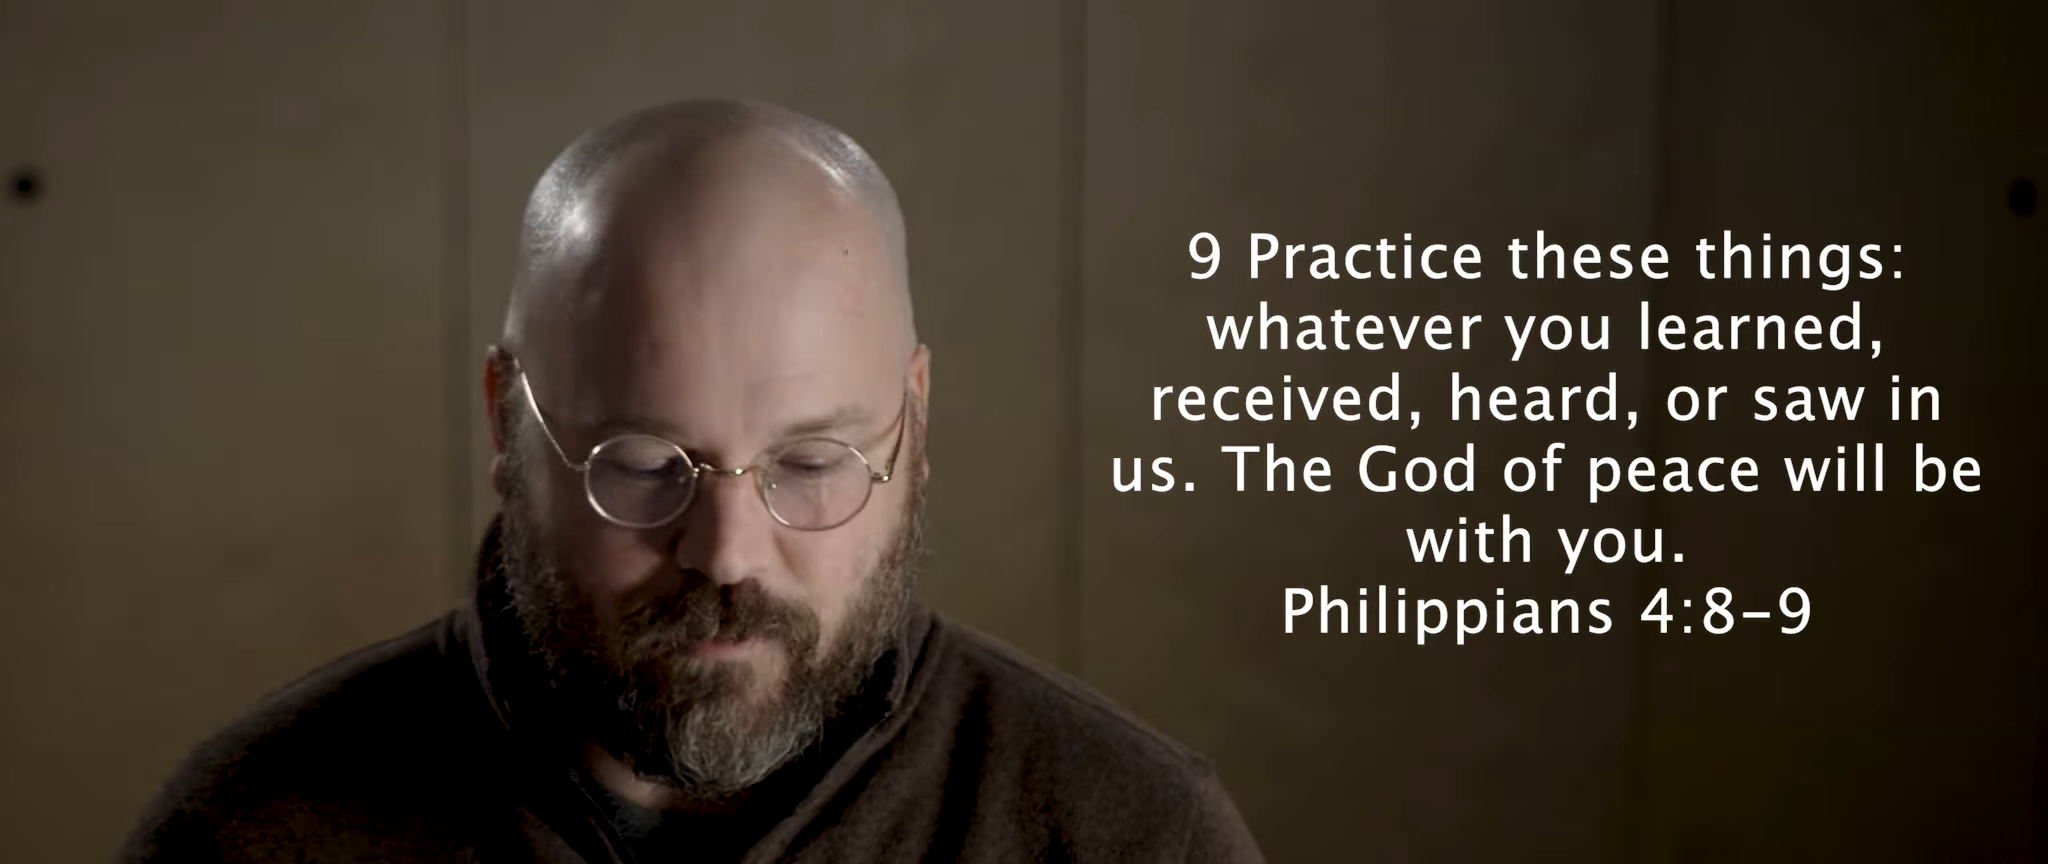 9 Practice these things:
whatever you learned,
received, heard, or saw in
us. The God of peace will be
with you.
Philippians 4:8-9